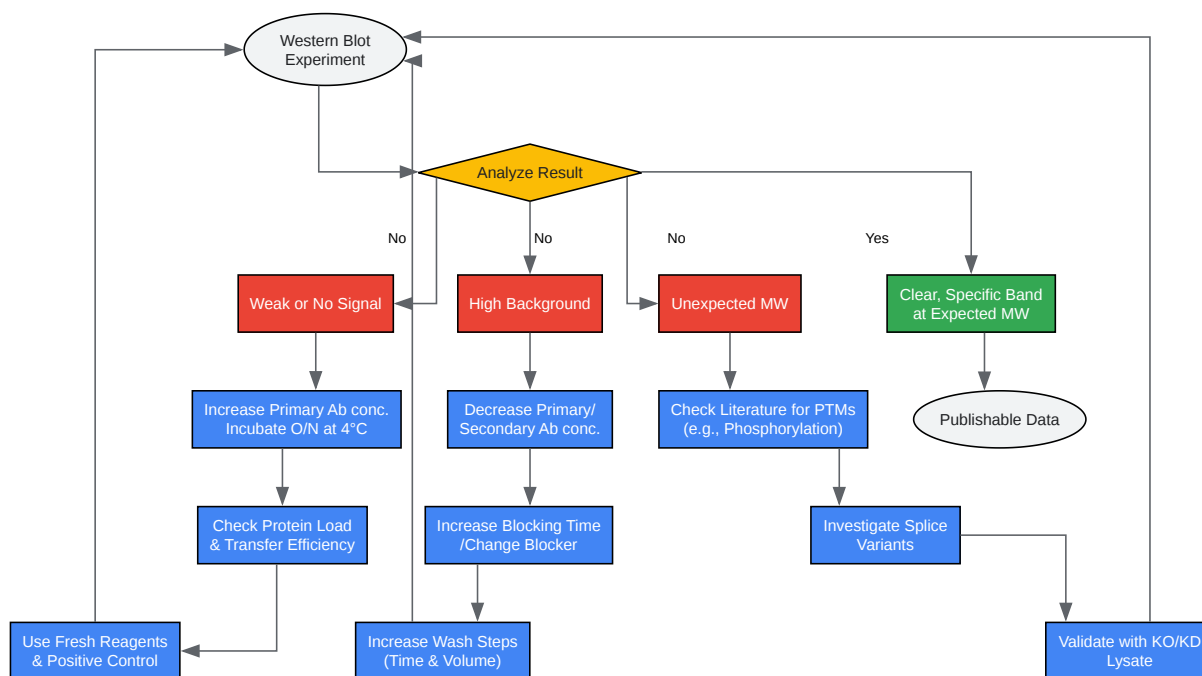 Western Blot
Experiment
Analyze Result
No
No
No
Yes
Weak or No Signal
High Background
Unexpected MW
Clear, Specific Band
at Expected MW
Increase Primary Ab conc.
Incubate O/N at 4°C
Decrease Primary/
Secondary Ab conc.
Check Literature for PTMs
(e.g., Phosphorylation)
Publishable Data
Check Protein Load
& Transfer Efficiency
Increase Blocking Time
/Change Blocker
Investigate Splice
Variants
Use Fresh Reagents
& Positive Control
Increase Wash Steps
(Time & Volume)
Validate with KO/KD
Lysate